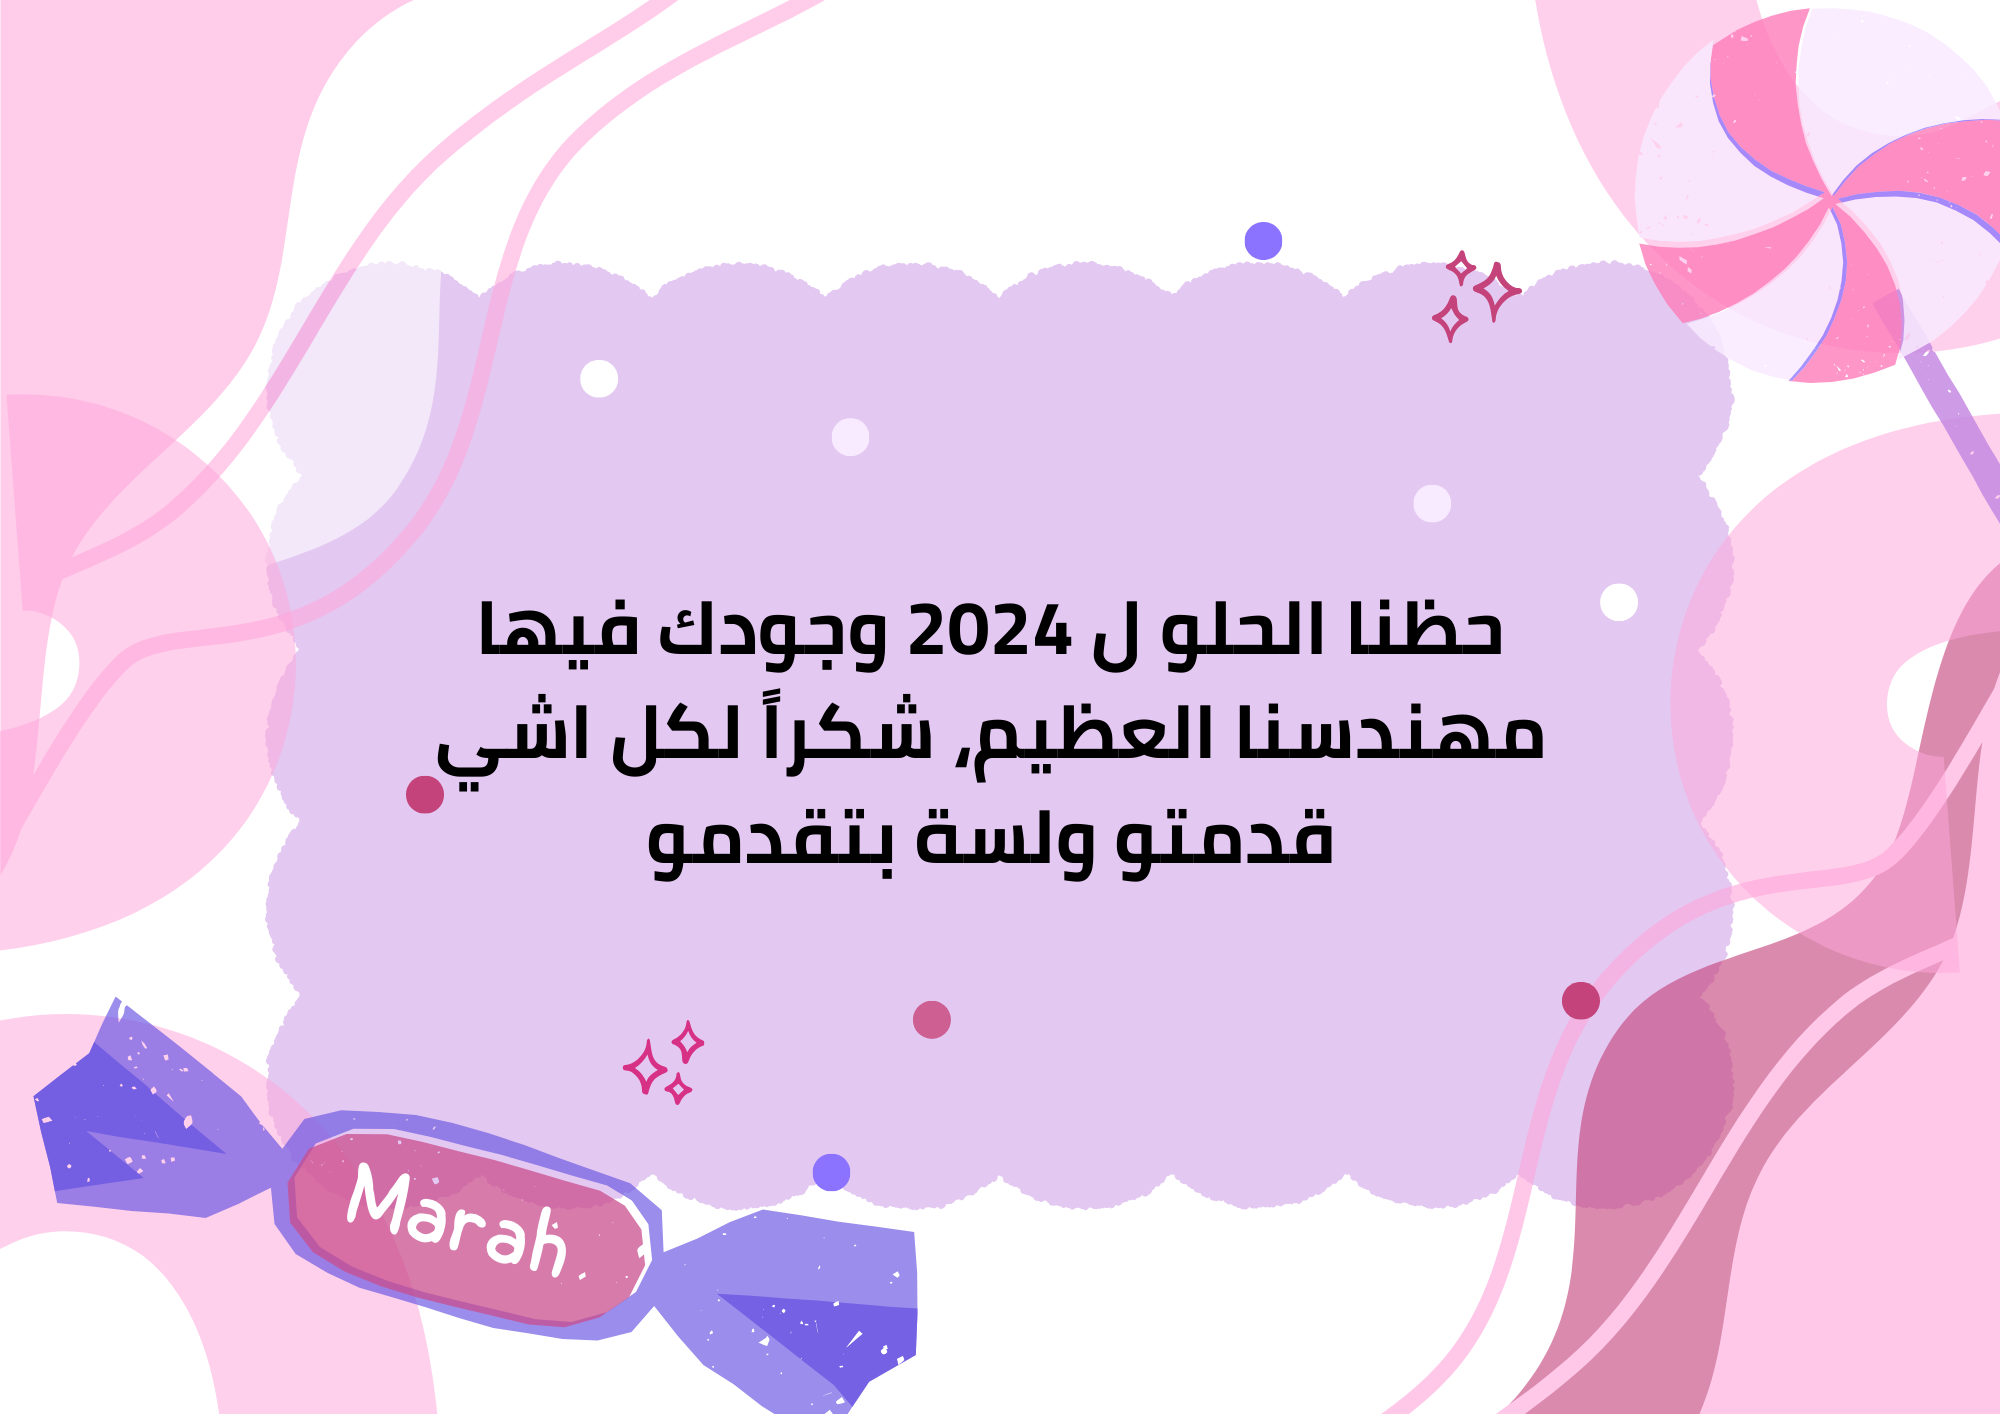 حظنا الحلو ل 2024 وجودك فيها
مهندسنا العظيم, شكراً لكل اشي
قدمتو ولسة بتقدمو
Marah